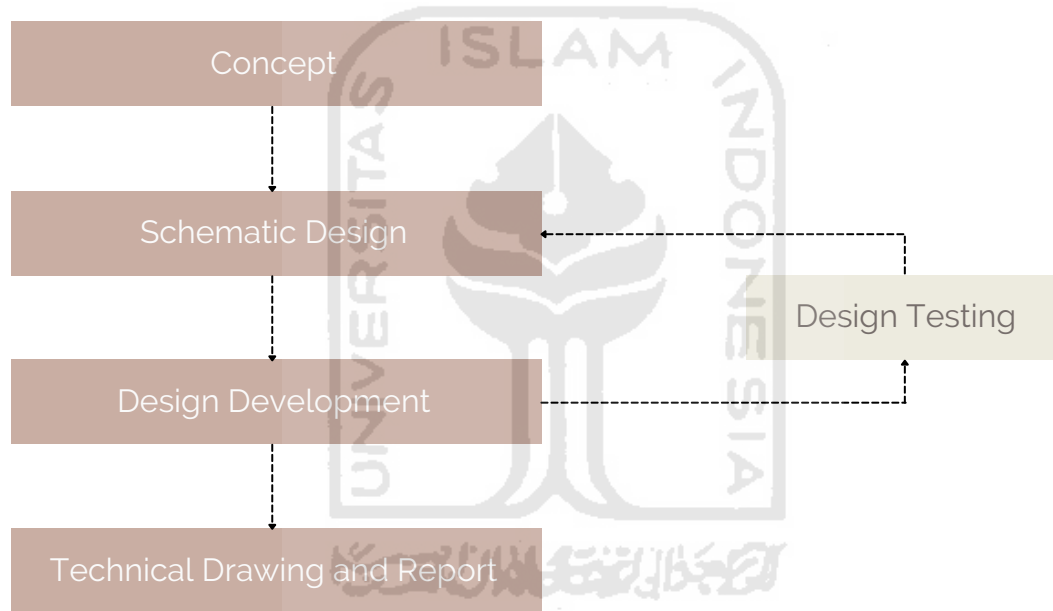 Concept
Schematic Design
Design Testing
Design Development
Technical Drawing and Report
UNIVERSITAS
ISLAM
INDONESIA